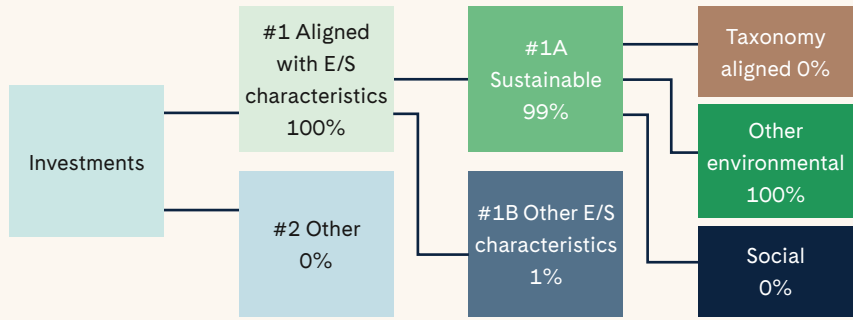 Investments
#1 Aligned
with E/S
characteristics
100%
#2 Other
0%
#1A
Sustainable
99%
#1B Other E/S
characteristics
1%
Taxonomy
aligned 0%
Other
environmental
100%
Social
0%